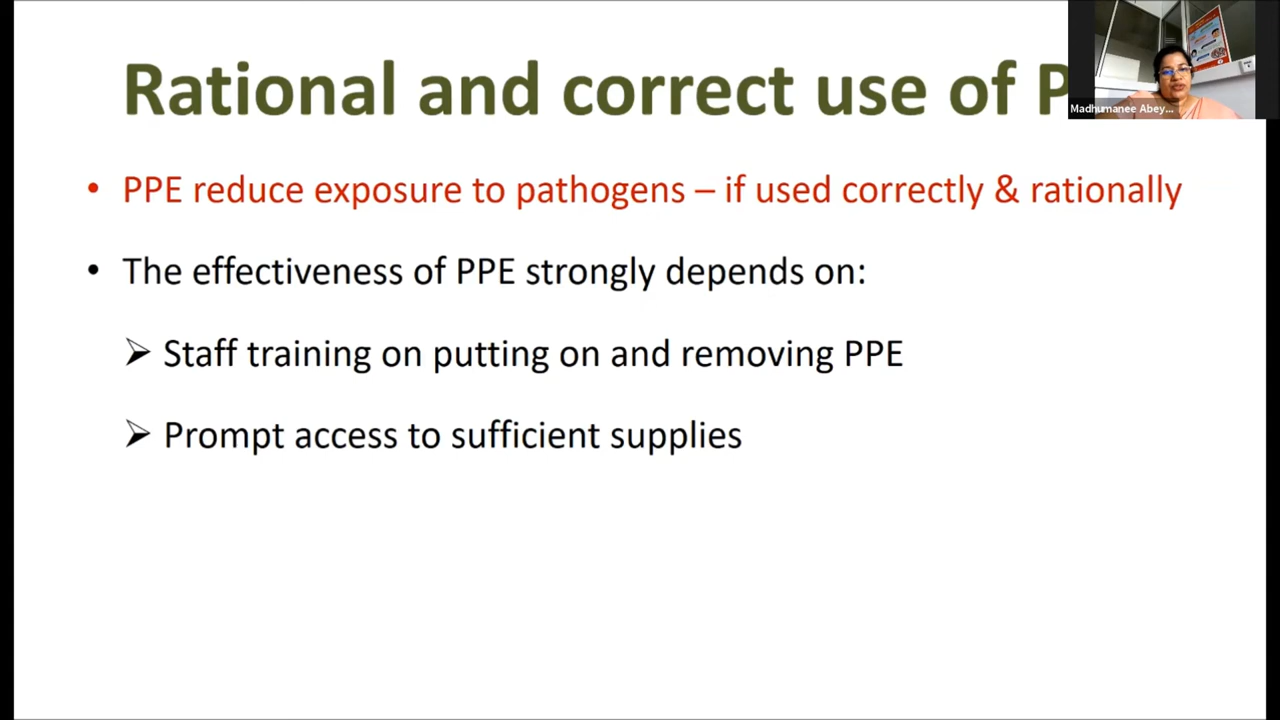 Rational and correct use of P
Madhumanee Abey...
• PPE reduce exposure to pathogens – if used correctly & rationally
• The effectiveness of PPE strongly depends on:
➢ Staff training on putting on and removing PPE
➢ Prompt access to sufficient supplies